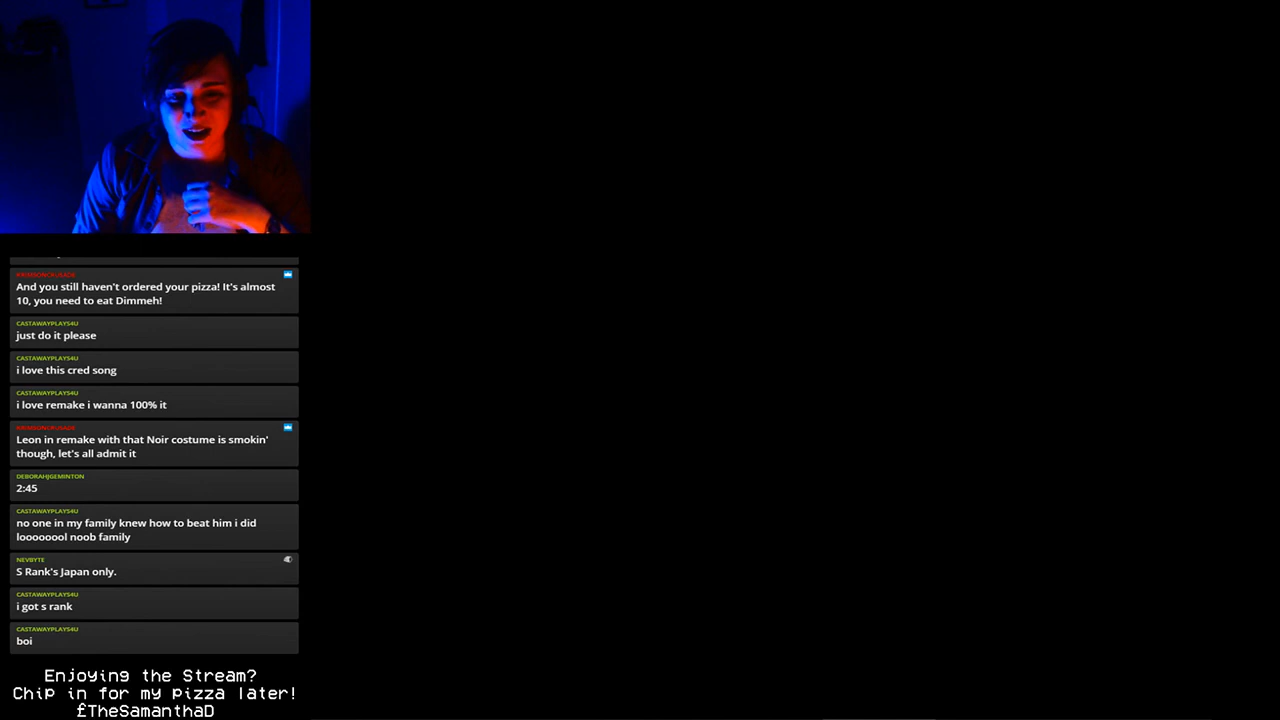 And you still haven't ordered your pizza! It's almost
10, you need to eat Dimmeh!
CASTAWAYPLAYS4U
just do it please
CASTAWAYPLAYS4U
i love this cred song
CASTAWAYPLAYS4U
i love remake i wanna 100% it
Leon in remake with that Noir costume is smokin'
though, let's all admit it
DEBORAHJGEMINTON
2:45
CASTAWAYPLAYS4U
no one in my family knew how to beat him i did
loooooool noob family
NEVBYTE
S Rank's Japan only.
CASTAWAYPLAYS4U
i got s rank
CASTAWAYPLAYS4U
boi
Enjoying the Stream?
Chip in for my pizza later!
£TheSamanthaD